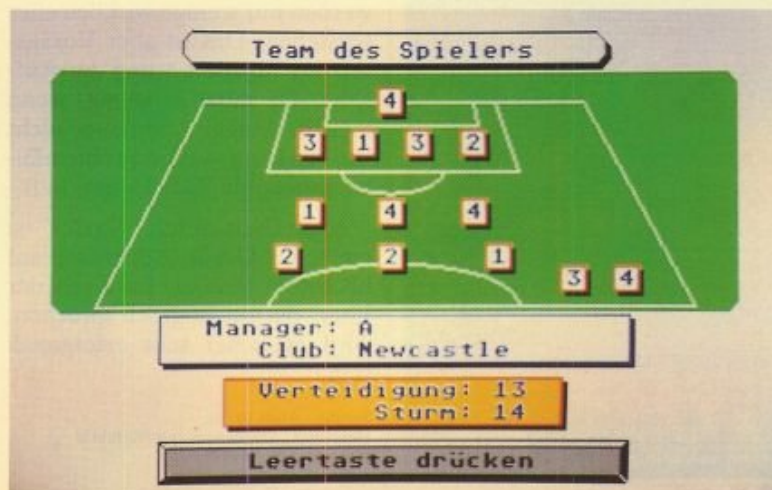 Team des Spielers
4
3 1 3 2
1 4 4
2 2 1
3 4
Manager: A
Club: Newcastle
Verteidigung: 13
Sturm: 14
Leertaste drücken